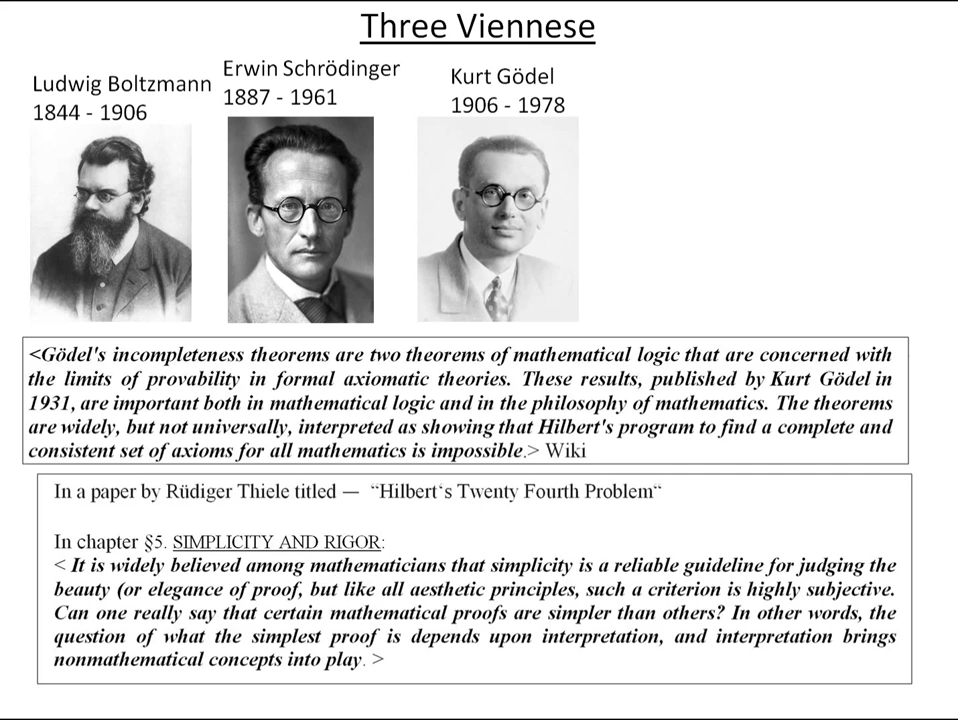 Three Viennese
Ludwig Boltzmann
1844 - 1906
Erwin Schrödinger
1887 - 1961
Kurt Gödel
1906 - 1978
<Gödel's incompleteness theorems are two theorems of mathematical logic that are concerned with
the limits of provability in formal axiomatic theories. These results, published by Kurt Gödel in
1931, are important both in mathematical logic and in the philosophy of mathematics. The theorems
are widely, but not universally, interpreted as showing that Hilbert's program to find a complete and
consistent set of axioms for all mathematics is impossible.> Wiki
In a paper by Rüdiger Thiele titled — “Hilbert‘s Twenty Fourth Problem“
In chapter §5. SIMPLICITY AND RIGOR:
< It is widely believed among mathematicians that simplicity is a reliable guideline for judging the
beauty (or elegance of proof, but like all aesthetic principles, such a criterion is highly subjective.
Can one really say that certain mathematical proofs are simpler than others? In other words, the
question of what the simplest proof is depends upon interpretation, and interpretation brings
nonmathematical concepts into play. >